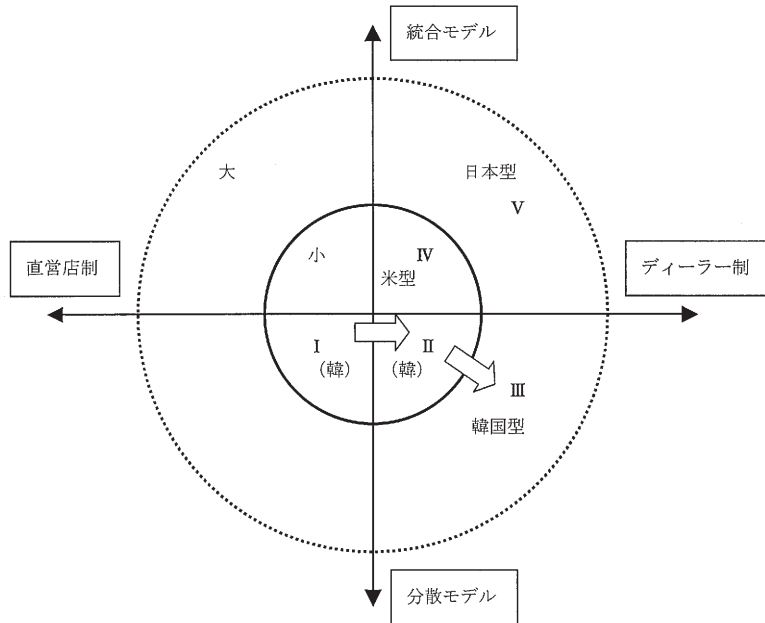 統合モデル
大
日本型
Ⅴ
小
Ⅳ
直営店制
米型
ディーラー制
Ⅰ
Ⅱ
(韓)
(韓)
Ⅲ
韓国型
分散モデル